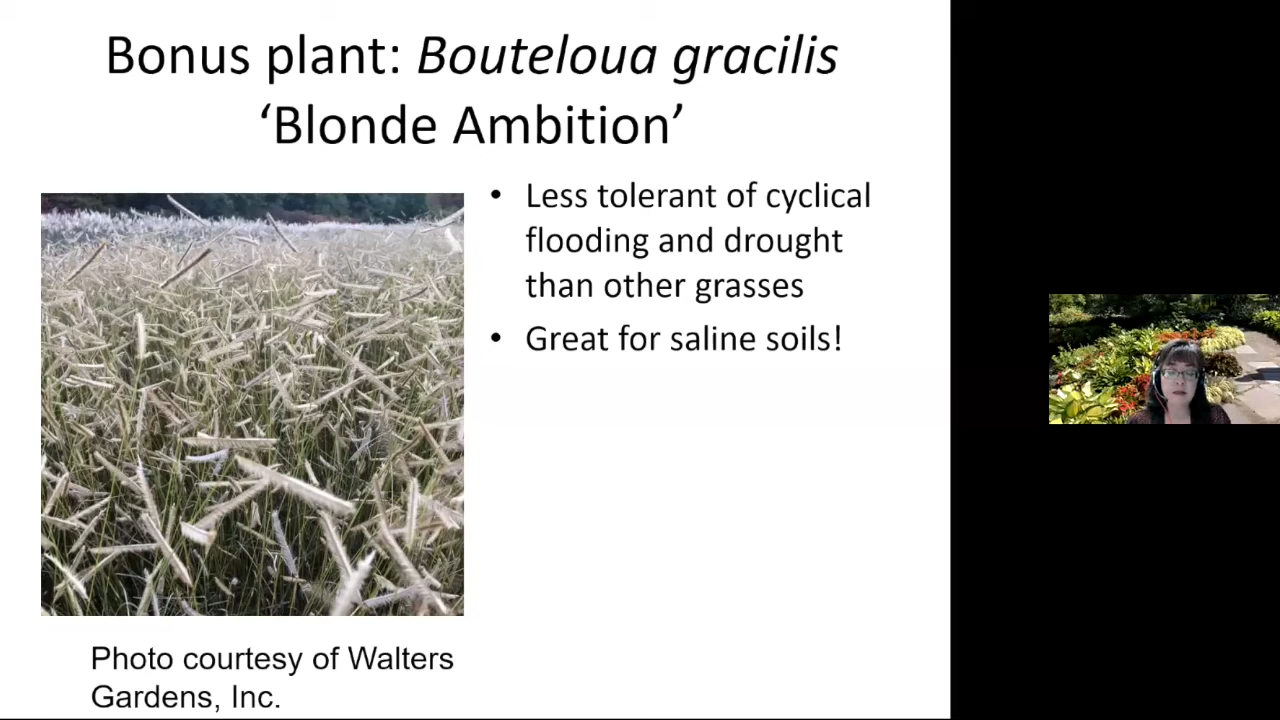 Bonus plant: Bouteloua gracilis
‘Blonde Ambition’
• Less tolerant of cyclical
flooding and drought
than other grasses
• Great for saline soils!
Photo courtesy of Walters
Gardens, Inc.